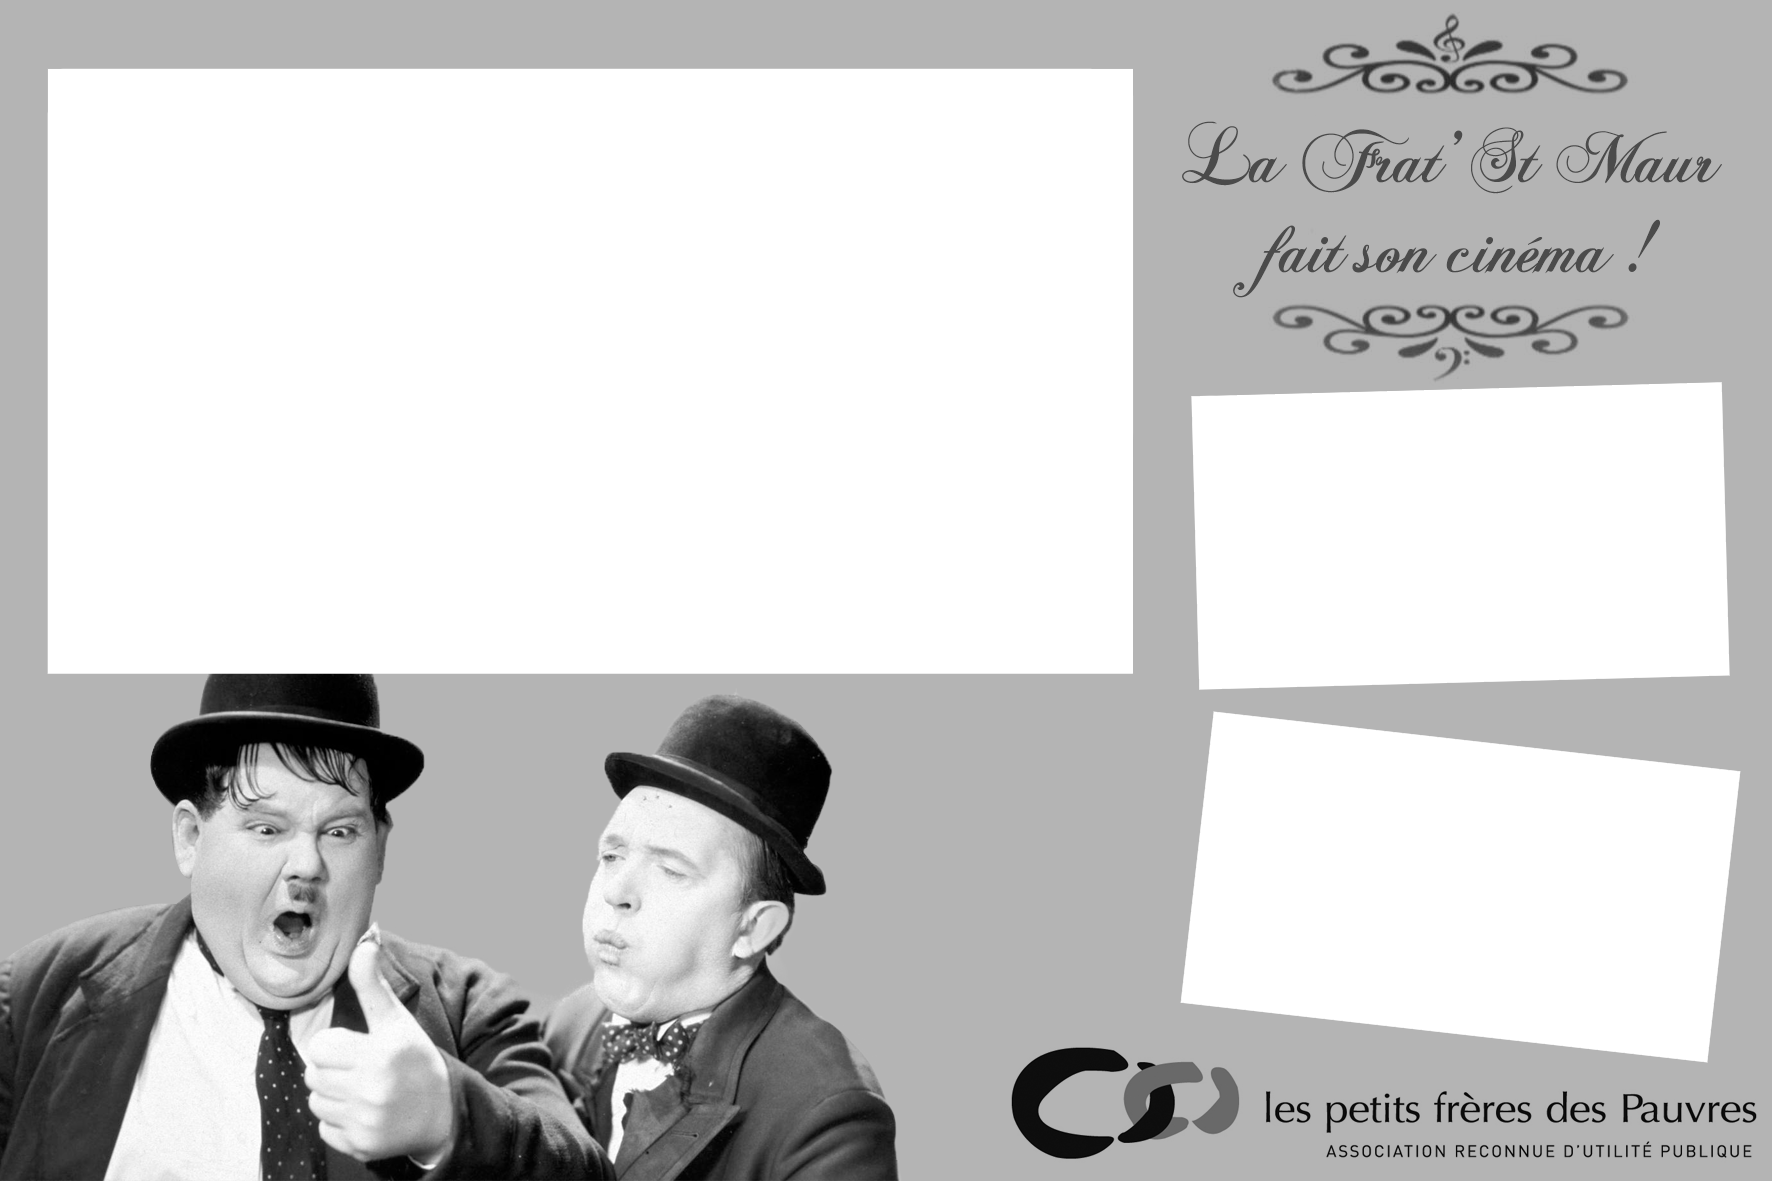 La Frat' St Maur
fait son cinéma !
les petits frères des Pauvres
ASSOCIATION RECONNUE D'UTILITÉ PUBLIQUE